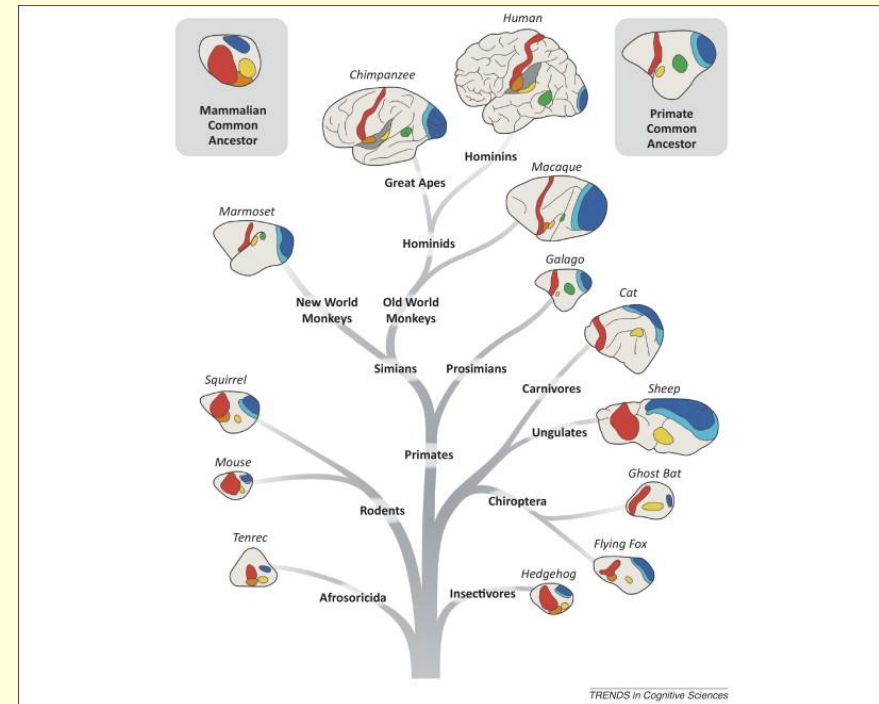 Human
Chimpanzee
Mammalian
Common
Ancestor
Primate
Common
Ancestor
Hominins
Great Apes
Macaque
Marmoset
Hominids
Galago
Cat
New World
Monkeys
Old World
Monkeys
Simians
Prosimians
Squirrel
Carnivores
Sheep
Ungulates
Primates
Mouse
Ghost Bat
Chiroptera
Rodents
Tenrec
Flying Fox
Hedgehog
Afrosoricida
Insectivores
TRENDS in Cognitive Sciences